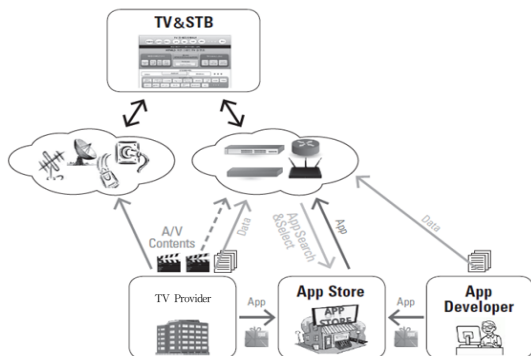 TV&STB
A/V
Contents
Data
App Search
&Select
App
Data
TV Provider
App
App Store
APP
STORE
App
App
Developer